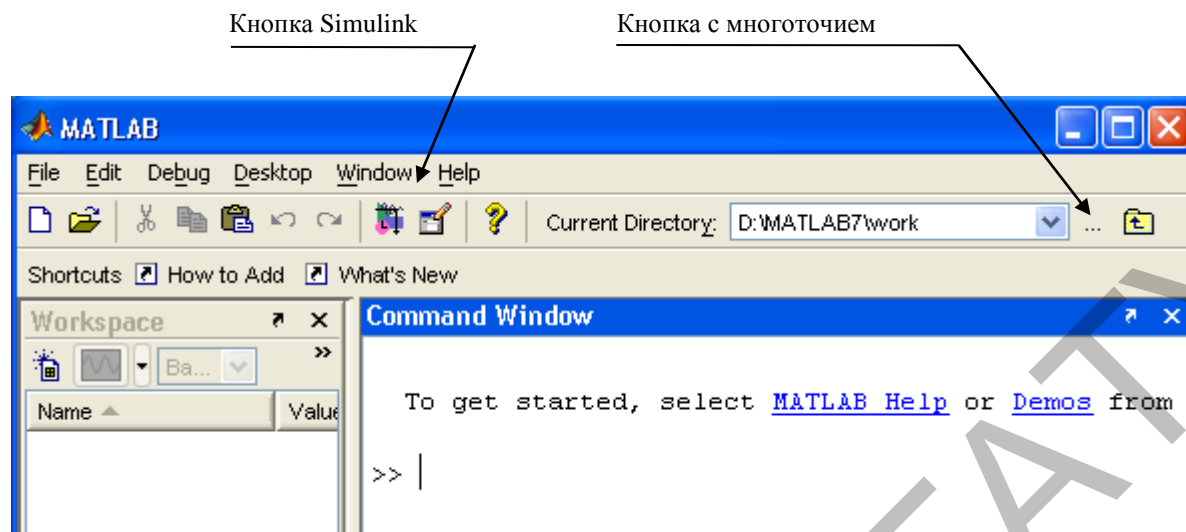 Кнопка Simulink Кнопка с многоточием
MATLAB
File Edit Debug Desktop Window Help
Current Directory: D:\MATLAB7\work ...
Shortcuts How to Add What's New
Workspace Command Window
Ba...
Name Value
To get started, select MATLAB Help or Demos from
>>